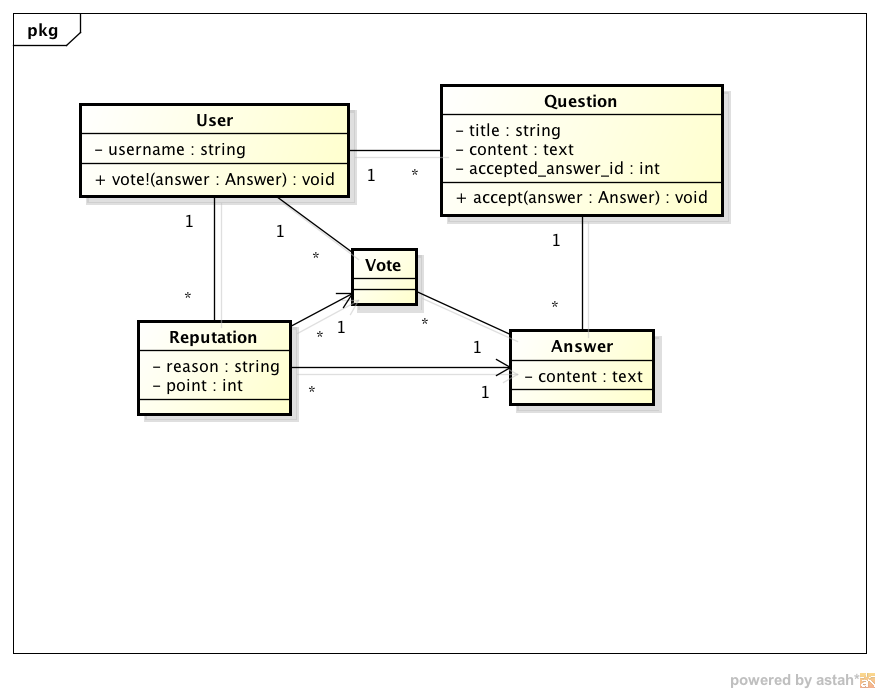 pkg
User
- username : string
+ vote!(answer : Answer) : void
Question
- title : string
- content : text
- accepted_answer_id : int
+ accept(answer : Answer) : void
1
*
1
1
*
*
1
*
Vote
Reputation
- reason : string
- point : int
*
1
*
1
Answer
- content : text
*
1
powered by astah*